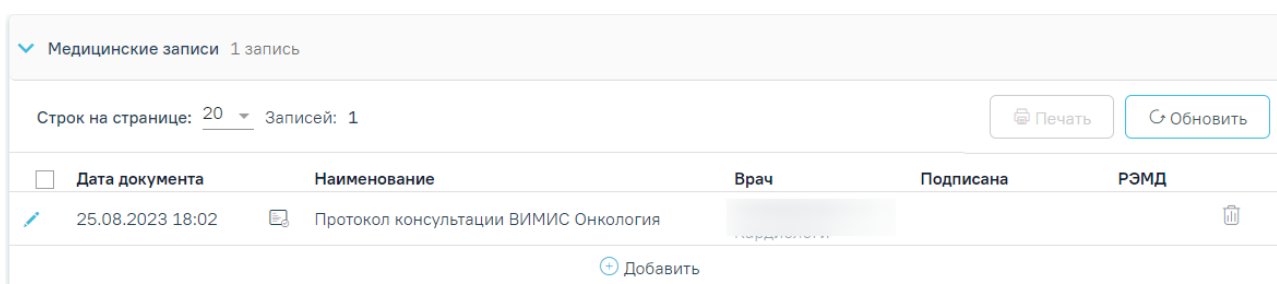 Медицинские записи 1 запись
Строк на странице: 20 Записей: 1 Печать Обновить
Дата документа Наименование Врач Подписана РЭМД
25.08.2023 18:02 Протокол консультации ВИМИС Онкология
Добавить